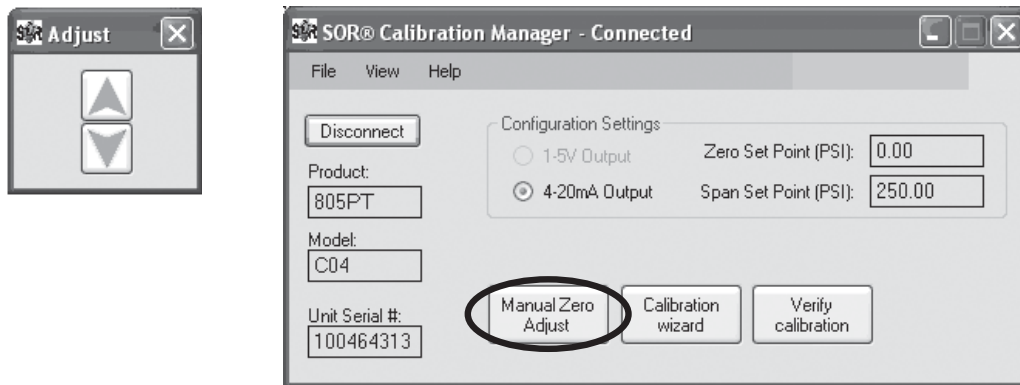 SOR Adjust
SOR SOR® Calibration Manager - Connected
File View Help
Disconnect
Product:
805PT
Model:
C04
Unit Serial #:
100464313
Configuration Settings
1-5V Output
4-20mA Output
Zero Set Point (PSI): 0.00
Span Set Point (PSI): 250.00
Manual Zero
Adjust
Calibration
wizard
Verify
calibration